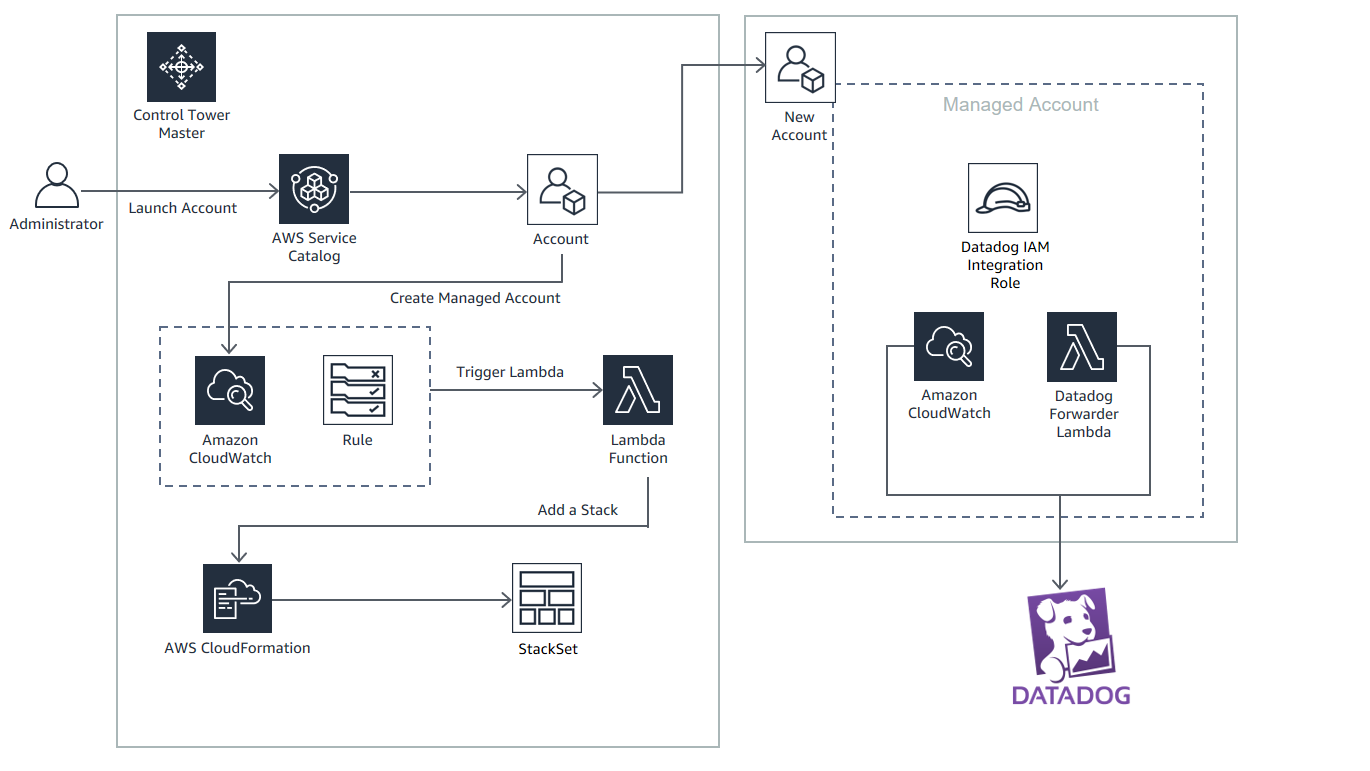 Control Tower
Master
New
Account
Managed Account
Administrator
Launch Account
AWS Service
Catalog
Account
Datadog IAM
Integration
Role
Create Managed Account
Amazon
CloudWatch
Rule
Trigger Lambda
Lambda
Function
Amazon
CloudWatch
Datadog
Forwarder
Lambda
Add a Stack
AWS CloudFormation
StackSet
DATADOG